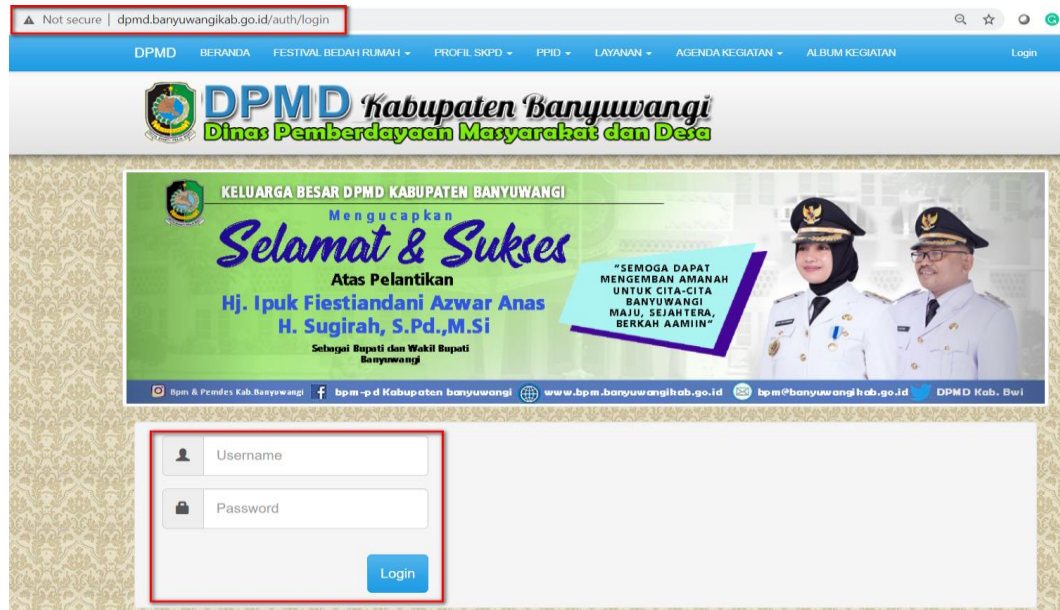 Not secure | dpmd.banyuwangikab.go.id/auth/login
DPMD BERANDA FESTIVAL BEDAH RUMAH PROFIL SKPD PPID LAYANAN AGENDA KEGIATAN ALBUM KEGIATAN Login
DPMD Kabupaten Banyuwangi
Dinas Pemberdayaan Masyarakat dan Desa
KELUARGA BESAR DPMD KABUPATEN BANYUWANGI
Mengucapkan
Selamat & Sukses
Atas Pelantikan
Hj. Ipuk Fiestiandani Azwar Anas
H. Sugirah, S.Pd.,M.Si
Sebagai Bupati dan Wakil Bupati
Banyuwangi
"SEMOGA DAPAT
MENGEMBAN AMANAH
UNTUK CITA-CITA
BANYUWANGI
MAJU, SEJAHTERA,
BERKAH AAMIIN"
Bpm & Pemdes Kab.Banyuwangi bpm-pd Kabupaten banyuwangi www.bpm.banyuwangikab.go.id bpm@banyuwangikab.go.id DPMD Kab. Bwi
Username
Password
Login